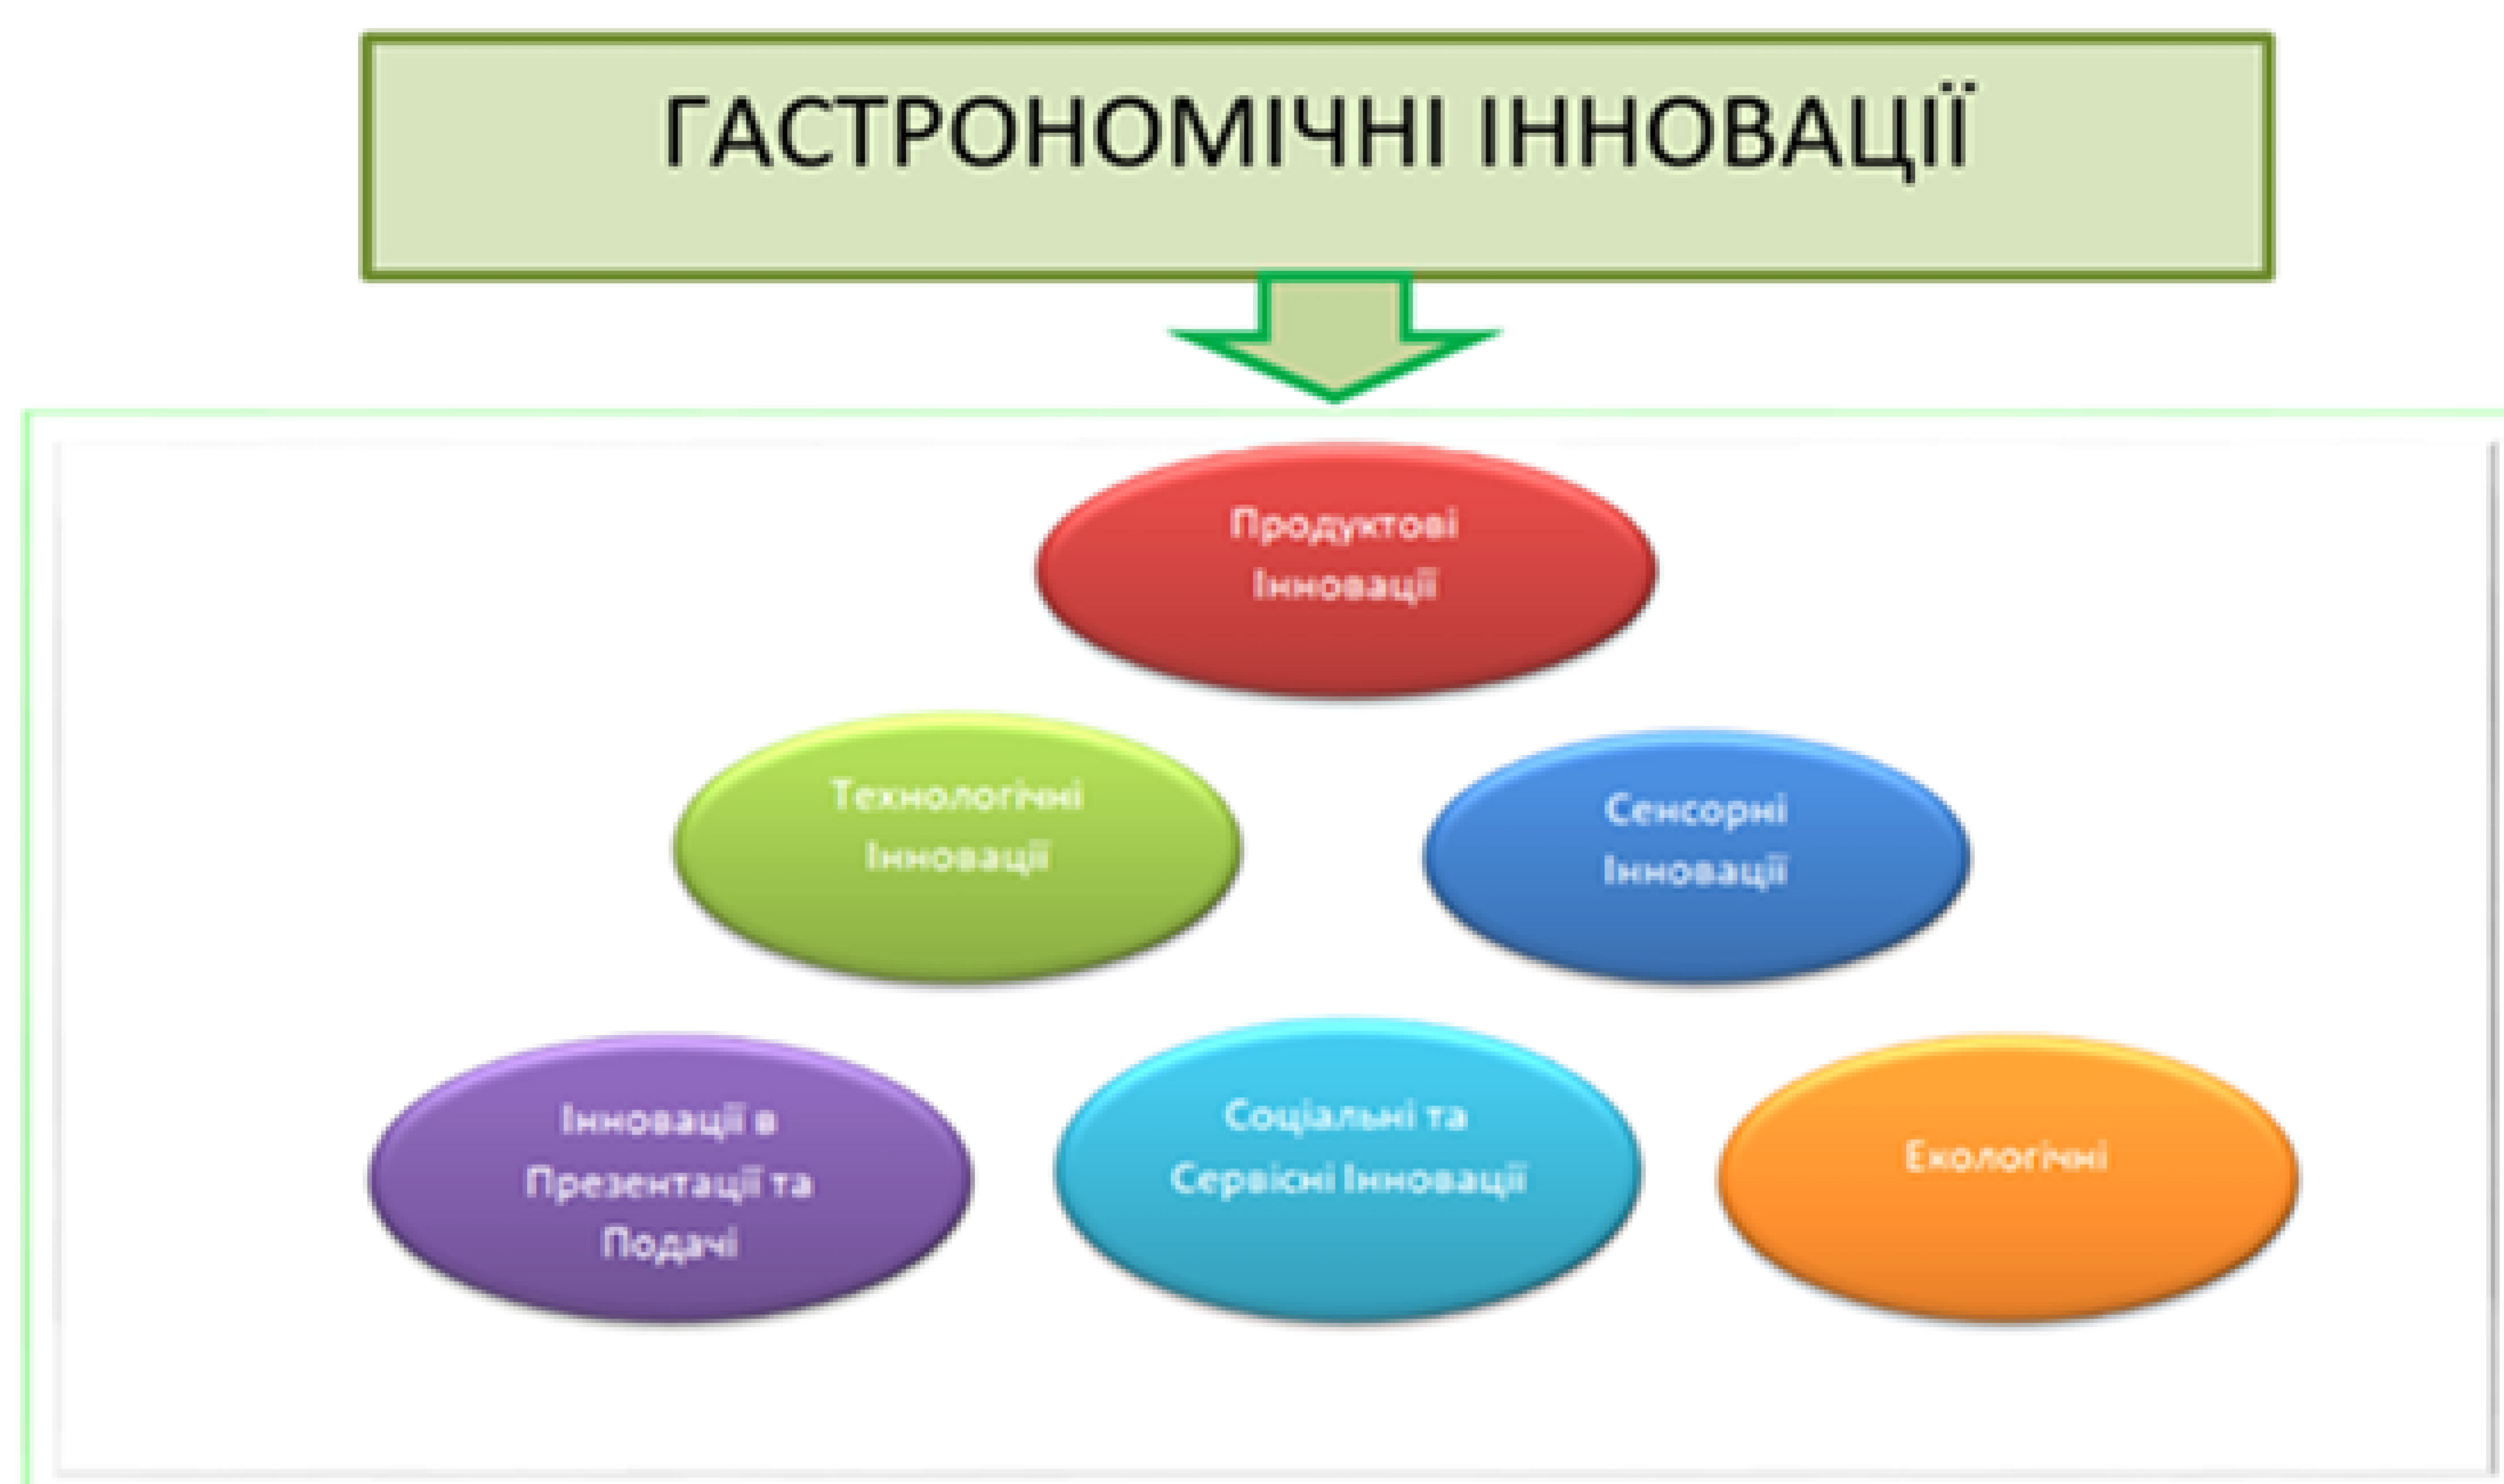 ГАСТРОНОМІЧНІ ІННОВАЦІЇ
Продуктові
Інновації
Технологічні
Інновації
Сенсорні
Інновації
Інновації в
Презентації та
Подачі
Соціальні та
Сервісні Інновації
Екологічні